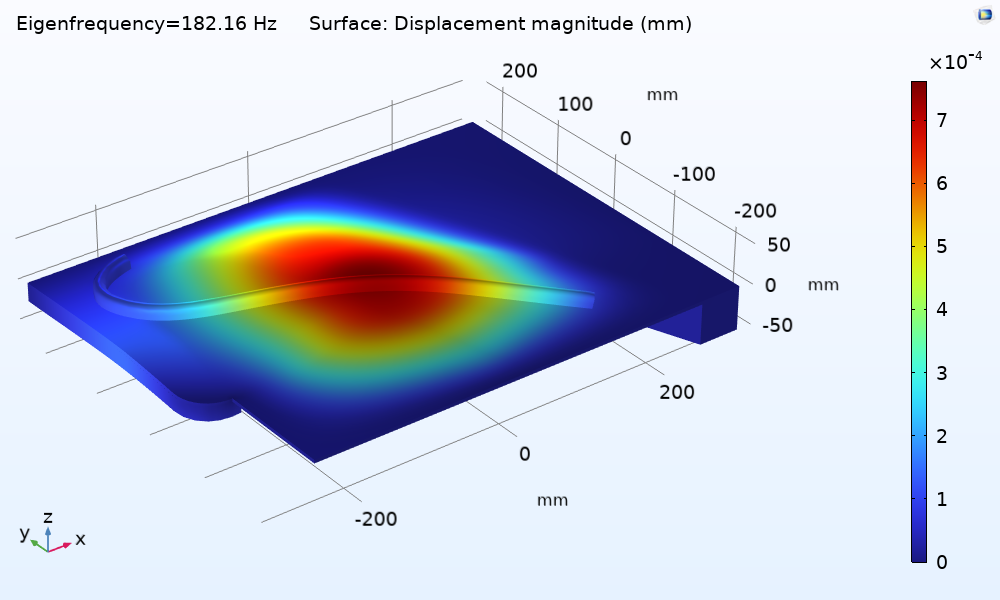 Eigenfrequency=182.16 Hz Surface: Displacement magnitude (mm)
×10⁻⁴
200
mm
100
0
-100
-200
50
0
mm
-50
200
0
mm
-200
7
6
5
4
3
2
1
0
z
y
x